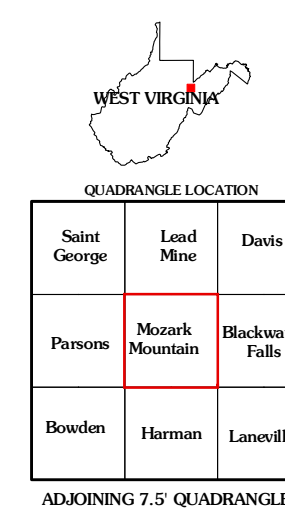 WEST VIRGINIA
QUADRANGLE LOCATION
Saint George
Lead Mine
Davis
Parsons
Mozark Mountain
Blackwa
Falls
Bowden
Harman
Lanevill
ADJOINING 7.5' QUADRANGLE